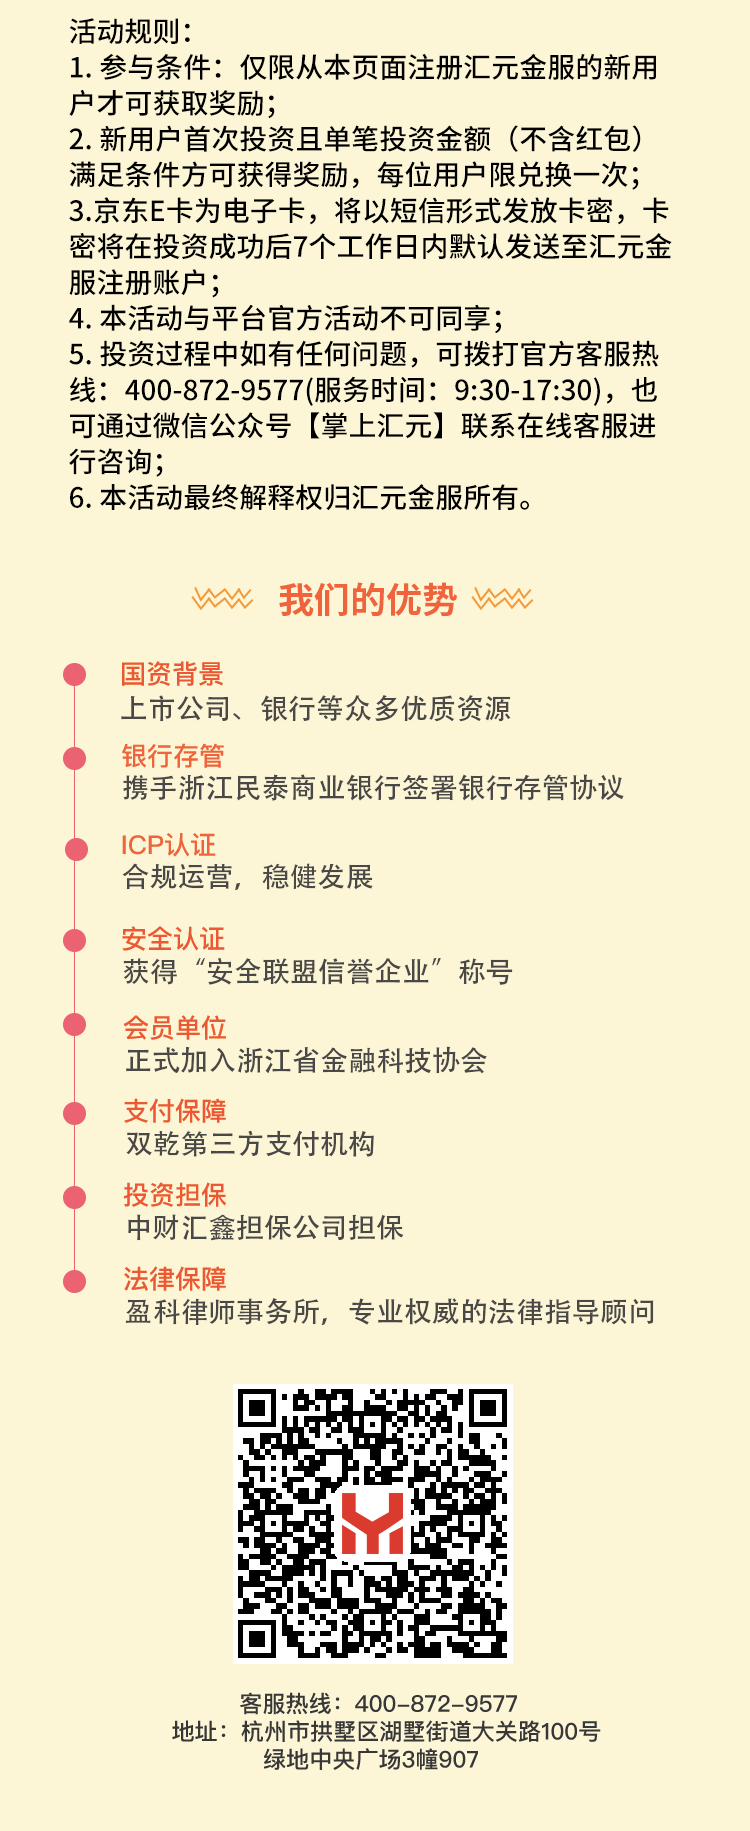 活动规则：
1. 参与条件：仅限从本页面注册汇元金服的新用
户才可获取奖励；
2. 新用户首次投资且单笔投资金额（不含红包）
满足条件方可获得奖励，每位用户限兑换一次；
3.京东E卡为电子卡，将以短信形式发放卡密，卡
密将在投资成功后7个工作日内默认发送至汇元金
服注册账户；
4. 本活动与平台官方活动不可同享；
5. 投资过程中如有任何问题，可拨打官方客服热
线：400-872-9577(服务时间：9:30-17:30)，也
可通过微信公众号【掌上汇元】联系在线客服进
行咨询；
6. 本活动最终解释权归汇元金服所有。
我们的优势
国资背景
上市公司、银行等众多优质资源
银行存管
携手浙江民泰商业银行签署银行存管协议
ICP认证
合规运营，稳健发展
安全认证
获得“安全联盟信誉企业”称号
会员单位
正式加入浙江省金融科技协会
支付保障
双乾第三方支付机构
投资担保
中财汇鑫担保公司担保
法律保障
盈科律师事务所，专业权威的法律指导顾问
客服热线：400-872-9577
地址：杭州市拱墅区湖墅街道大关路100号
绿地中央广场3幢907